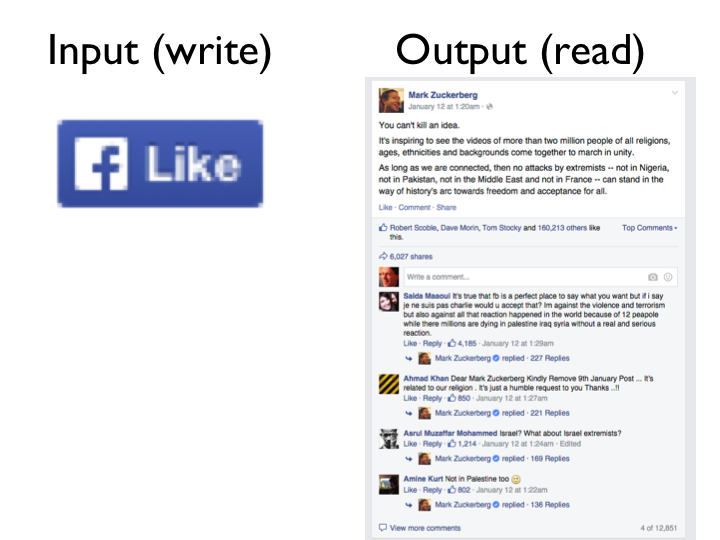 Input (write)
Output (read)
f Like
Mark Zuckerberg
January 12 at 1:20am ·
You can't kill an idea.
It's inspiring to see the videos of more than two million people of all religions,
ages, ethnicities and backgrounds come together to march in unity.
As long as we are connected, then no attacks by extremists -- not in Nigeria,
not in Pakistan, not in the Middle East and not in France -- can stand in the
way of history's arc towards freedom and acceptance for all.
Like · Comment · Share
Robert Scoble, Dave Morin, Tom Stocky and 160,213 others like
this.
Top Comments
6,027 shares
Write a comment...
Saida Maaoui It's true that fb is a perfect place to say what you want but if i say
je ne suis pas charlie would u accept that? Im against the violence and terrorism
but also against all that reaction happened in the world because of 12 peapole
while there millions are dying in palestine iraq syria without a real and serious
reaction.
Like · Reply · 4,185 · January 12 at 1:29am
Mark Zuckerberg replied · 227 Replies
Ahmad Khan Dear Mark Zuckerberg Kindly Remove 9th January Post ... It's
related to our religion . It's just a humble request to you Thanks ..!!
Like · Reply · 850 · January 12 at 1:27am
Mark Zuckerberg replied · 221 Replies
Asrul Muzaffar Mohammed Israel? What about Israel extremists?
Like · Reply · 1,214 · January 12 at 1:24am · Edited
Mark Zuckerberg replied · 169 Replies
Amine Kurt Not in Palestine too
Like · Reply · 802 · January 12 at 1:22am
Mark Zuckerberg replied · 136 Replies
View more comments
4 of 12,851